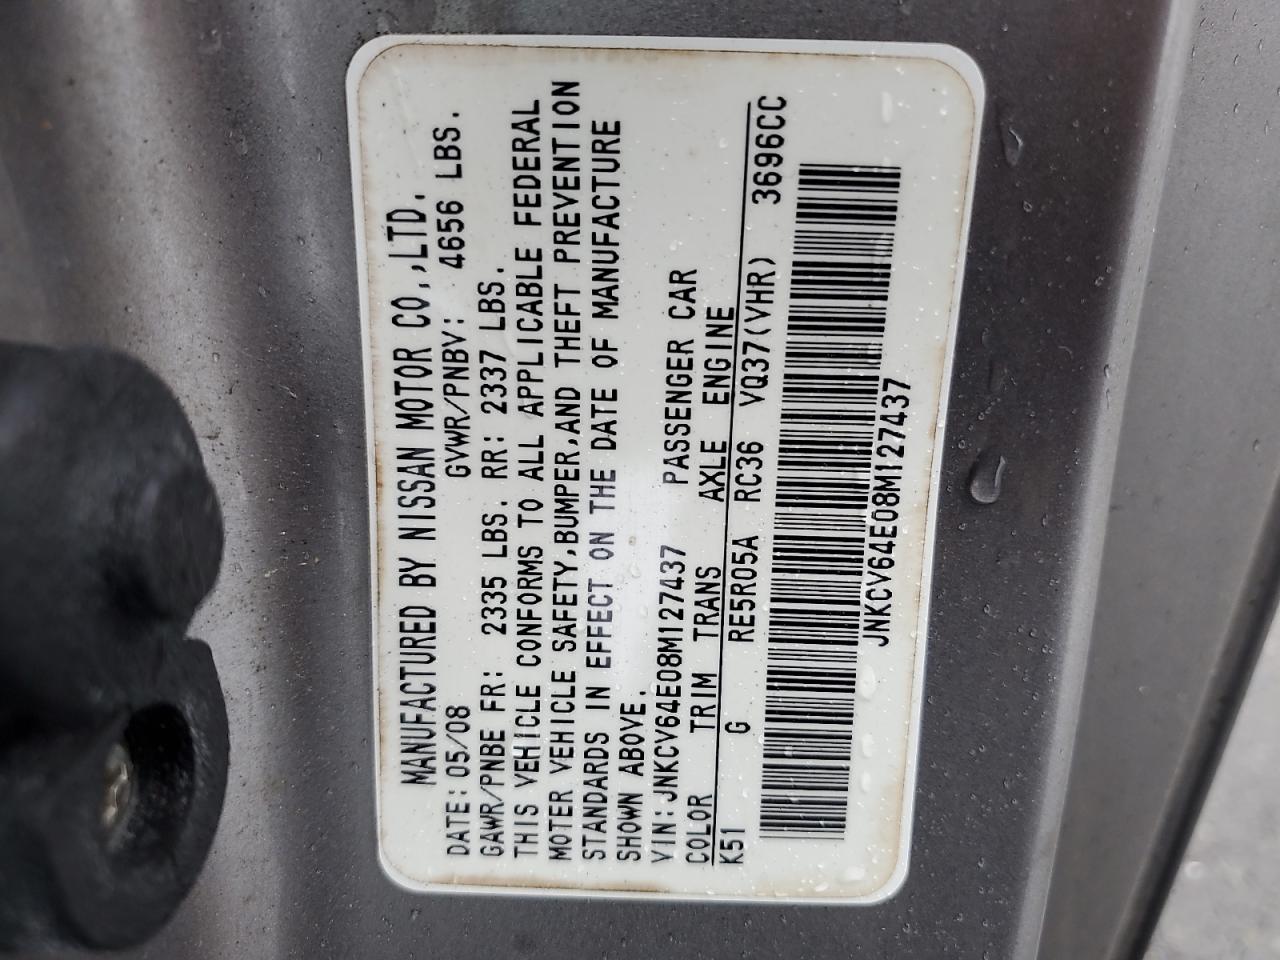 MANUFACTURED BY NISSAN MOTOR CO.,LTD.
DATE:05/08 GVWR/PNBV: 4656 LBS.
GAWR/PNBE FR: 2335 LBS. RR: 2337 LBS.
THIS VEHICLE CONFORMS TO ALL APPLICABLE FEDERAL
MOTER VEHICLE SAFETY,BUMPER,AND THEFT PREVENTION
STANDARDS IN EFFECT ON THE DATE OF MANUFACTURE
SHOWN ABOVE.
VIN:JNKCV64E08M127437 PASSENGER CAR
COLOR TRIM TRANS AXLE ENGINE
K51 G RE5R05A RC36 VQ37(VHR) 3696CC
JNKCV64E08M127437